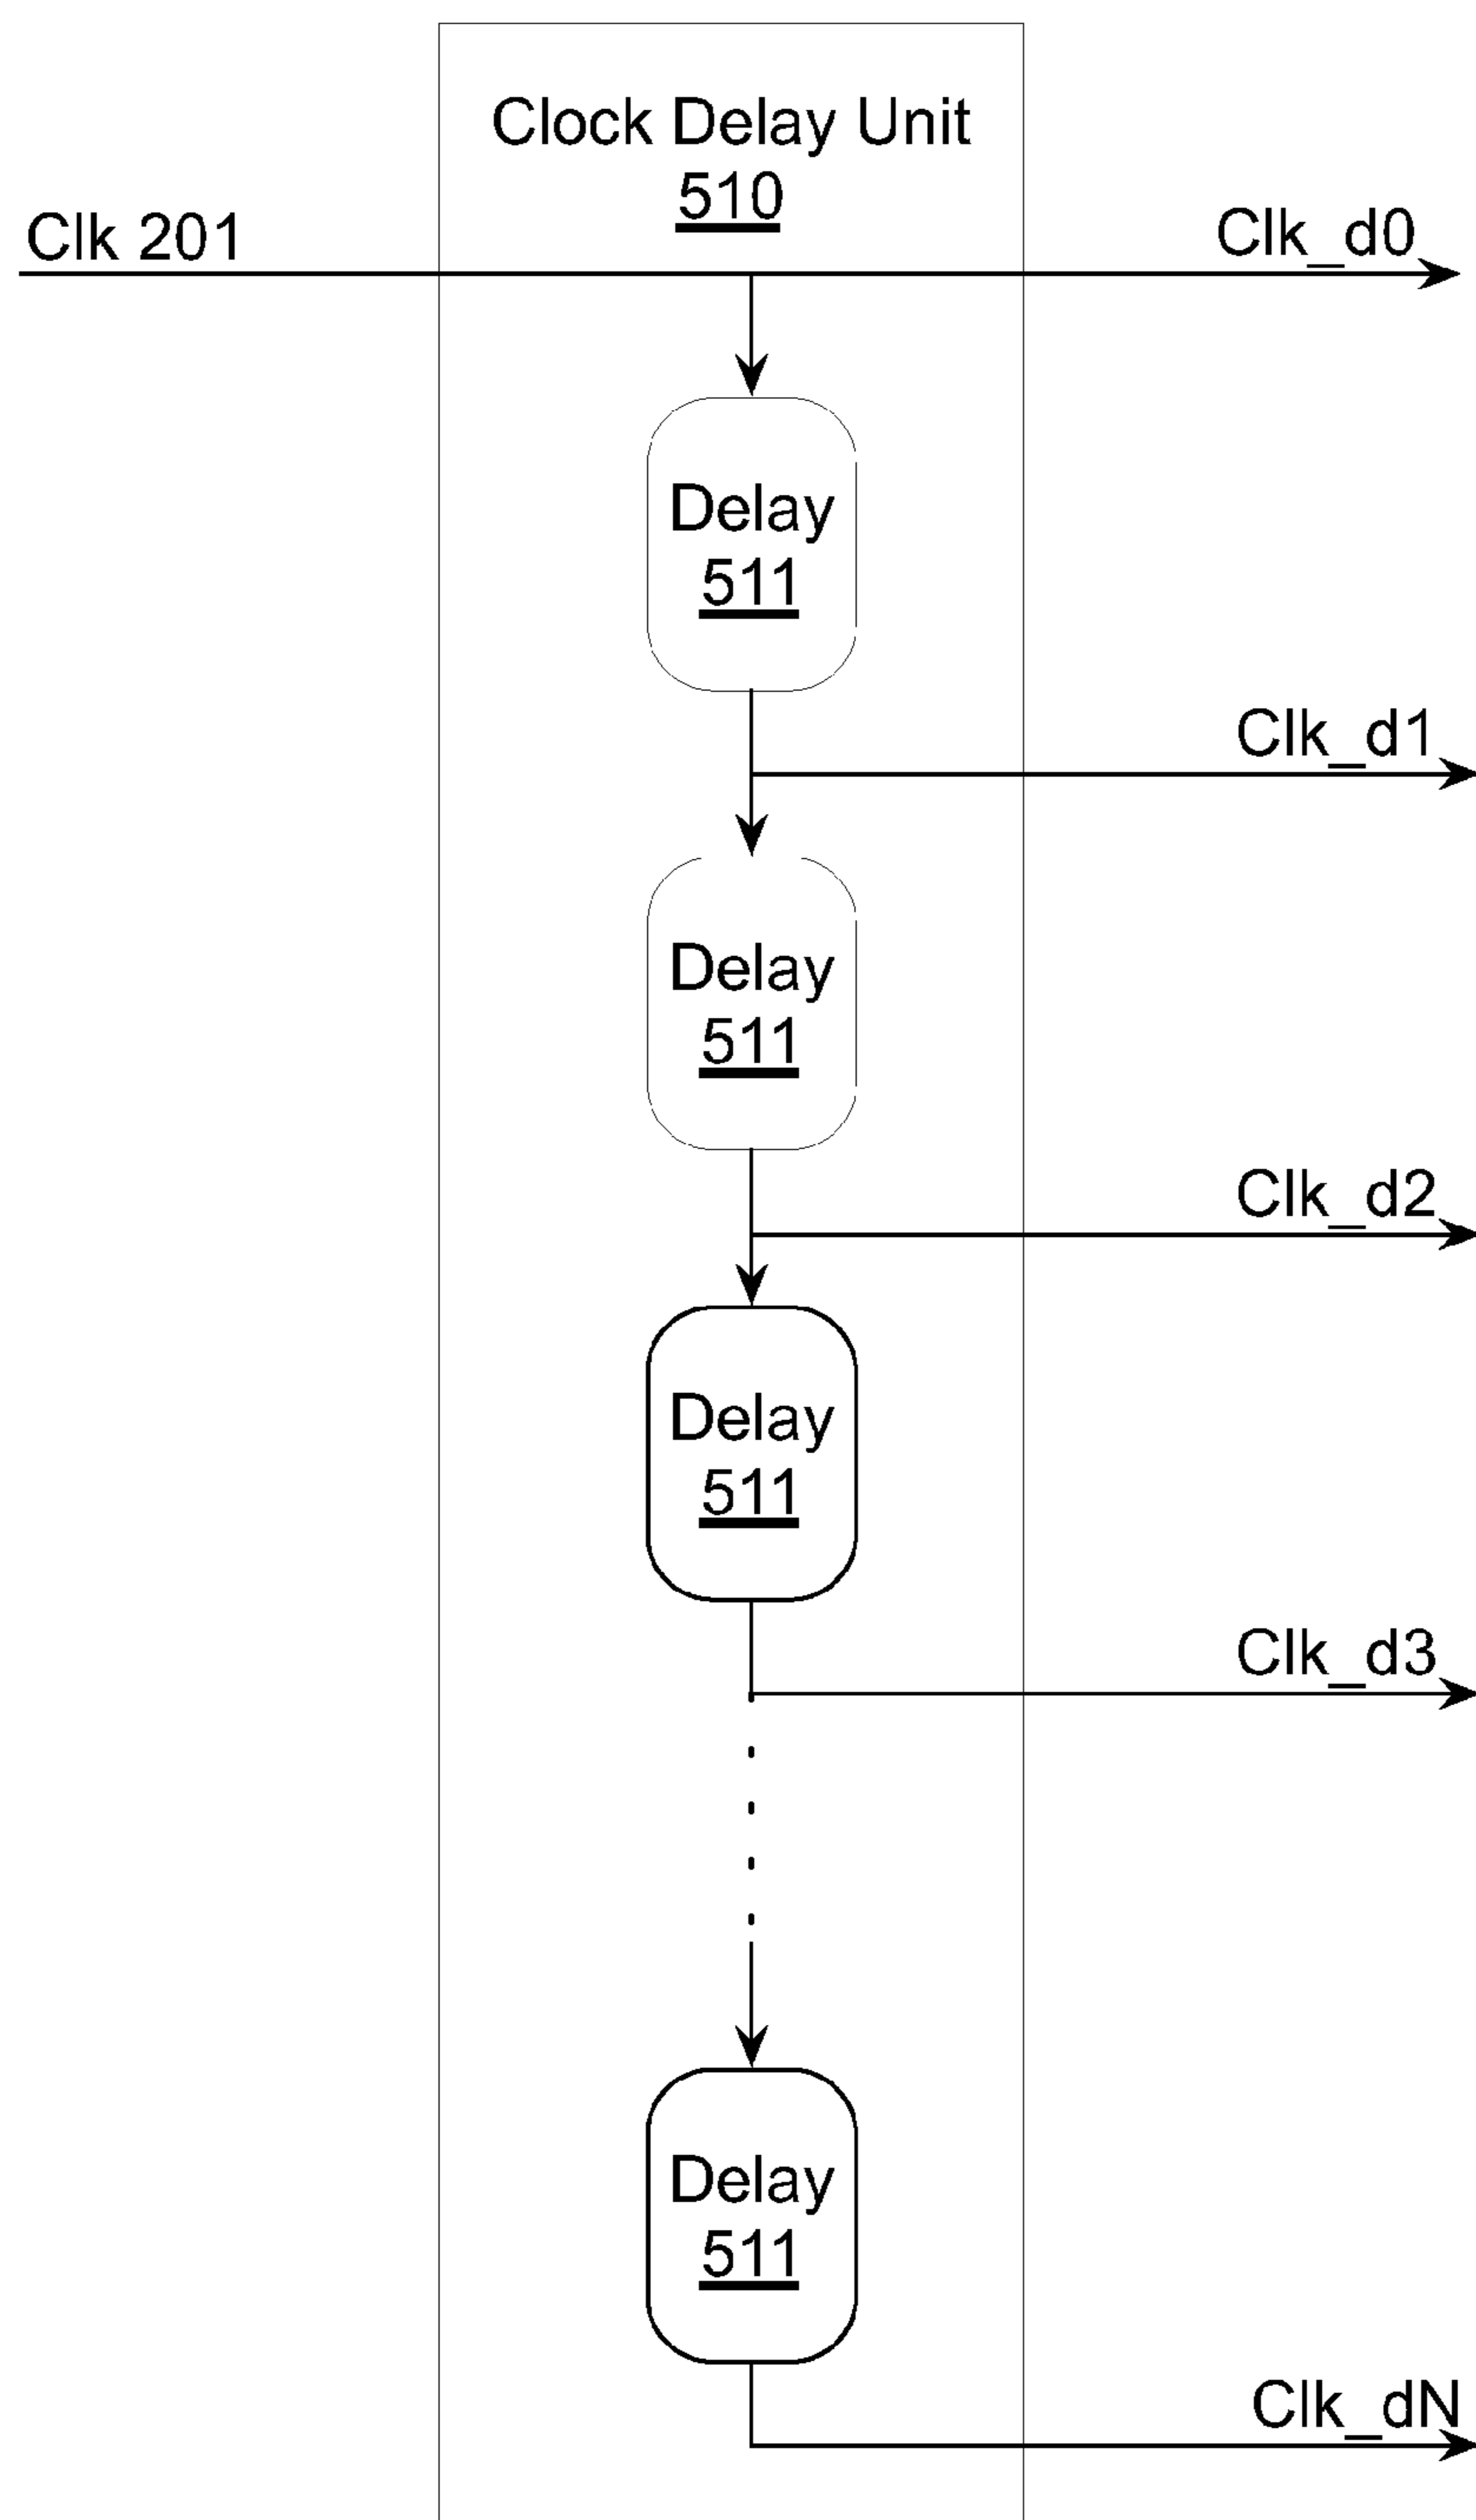 Clock Delay Unit
510
Clk 201
Clk_d0
Delay
511
Clk_d1
Delay
511
Clk_d2
Delay
511
Clk_d3
Delay
511
Clk_dN